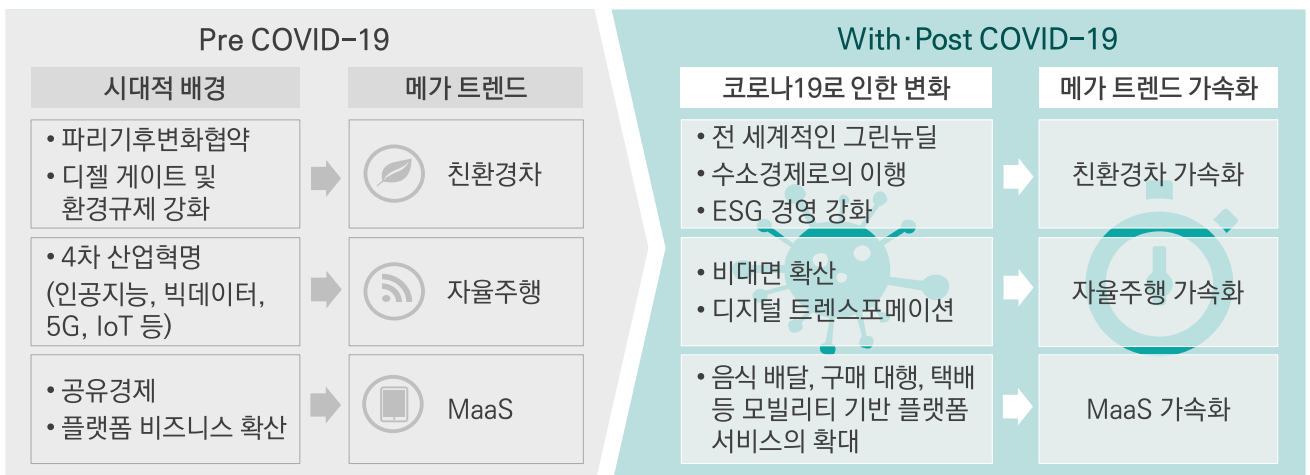 Pre COVID-19
시대적 배경
메가 트렌드
• 파리기후변화협약
• 디젤 게이트 및
환경규제 강화
친환경차
• 4차 산업혁명
(인공지능, 빅데이터,
5G, IoT 등)
자율주행
• 공유경제
• 플랫폼 비즈니스 확산
MaaS
With·Post COVID-19
코로나19로 인한 변화
메가 트렌드 가속화
• 전 세계적인 그린뉴딜
• 수소경제로의 이행
• ESG 경영 강화
친환경차 가속화
• 비대면 확산
• 디지털 트렌스포메이션
자율주행 가속화
• 음식 배달, 구매 대행, 택배
등 모빌리티 기반 플랫폼
서비스의 확대
MaaS 가속화